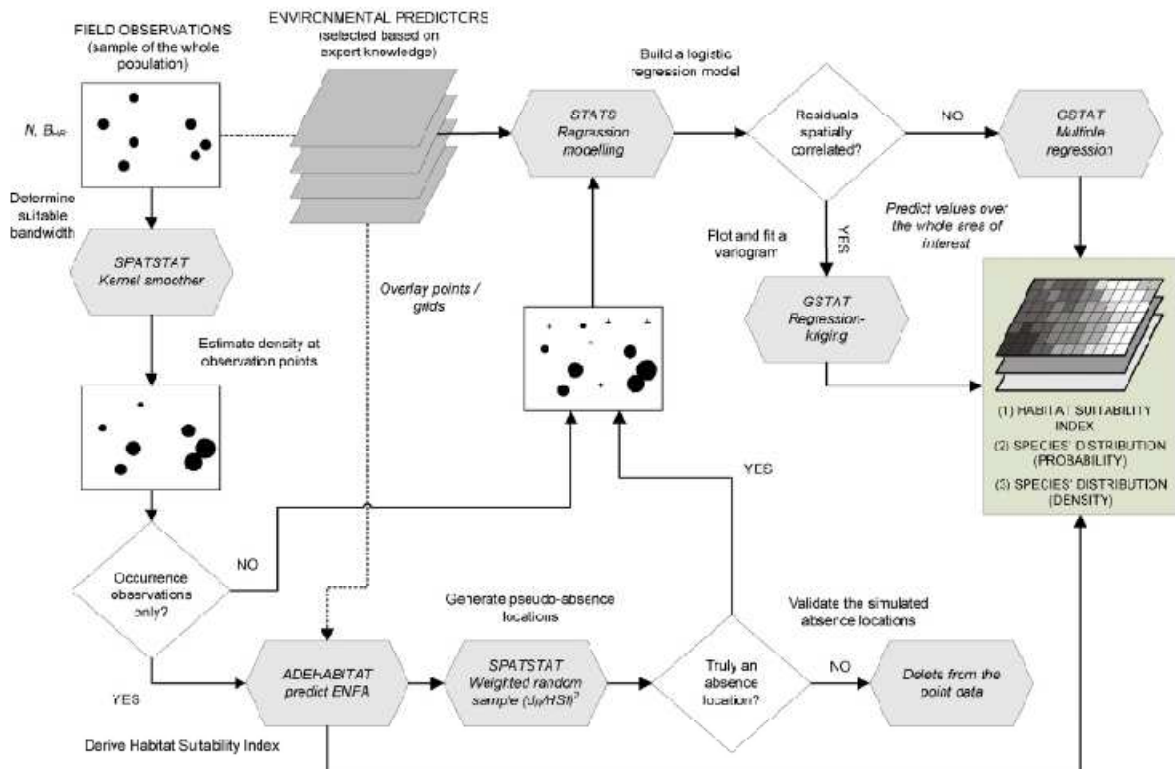 FIELD OBSERVATIONS
(sample of the whole
population)
ENVIRONMENTAL PREDICTORS
(selected based on
expert knowledge)
N, B
Determine
suitable
bandwidth
SPATSTAT
Kernel smoother
Estimate density at
observation points
Occurrence
observations
only?
NO
YES
Overlay points /
grids
STATS
Regression
modelling
Build a logistic
regression model
Residuals
spatially
correlated?
NO
YES
GSTAT
Multiple
regression
Plot and fit a
variogram
Predict values over
the whole area of
interest
GSTAT
Regression-
kriging
(1) HABITAT SUITABILITY
INDEX
(2) SPECIES' DISTRIBUTION
(PROBABILITY)
(3) SPECIES' DISTRIBUTION
(DENSITY)
ADEHABITAT
predict ENFA
Derive Habitat Suitability Index
Generate pseudo-absence
locations
SPATSTAT
Weighted random
sample
Truly an
absence
location?
YES
NO
Validate the simulated
absence locations
Delete from the
point data